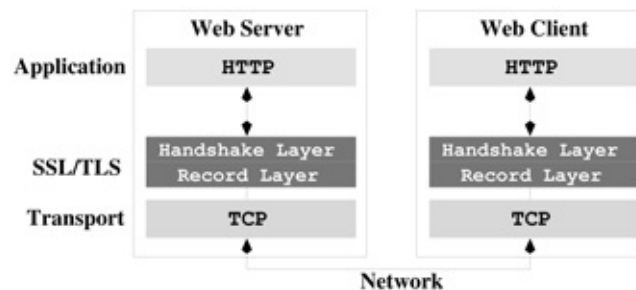 Web Server Web Client
Application HTTP HTTP
Handshake Layer Handshake Layer
SSL/TLS
Record Layer Record Layer
Transport TCP TCP
Network